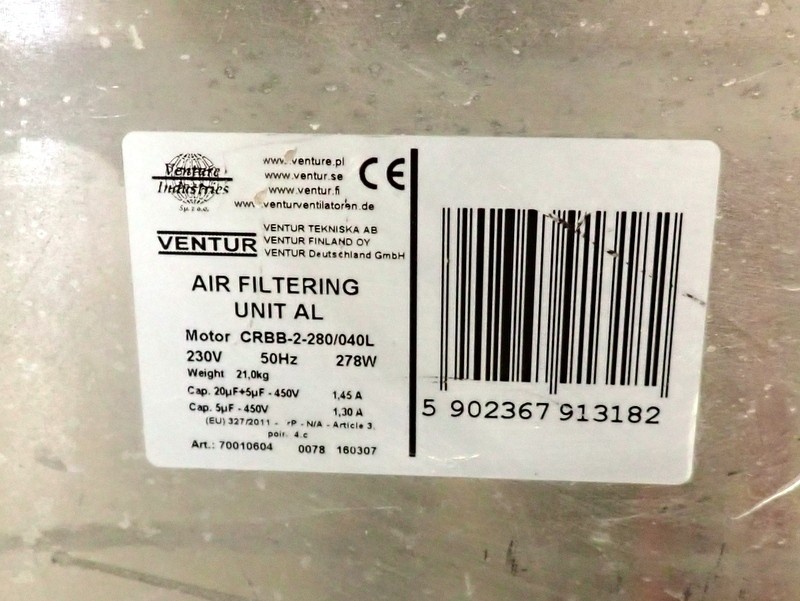 Venture
Industries
Sp. z o.o.
www.venture.pl
www.ventur.se
www.ventur.fi
www.venturventilatoren.de
CE
VENTUR
VENTUR TEKNISKA AB
VENTUR FINLAND OY
VENTUR Deutschland GmbH
AIR FILTERING
UNIT AL
Motor CRBB-2-280/040L
230V 50Hz 278W
Weight 21,0kg
Cap. 20µF+5µF - 450V 1,45 A
Cap. 5µF - 450V 1,30 A
(EU) 327/2011 - - N/A - Article 3,
4.c
Art.: 70010604 0078 160307
5 902367 913182